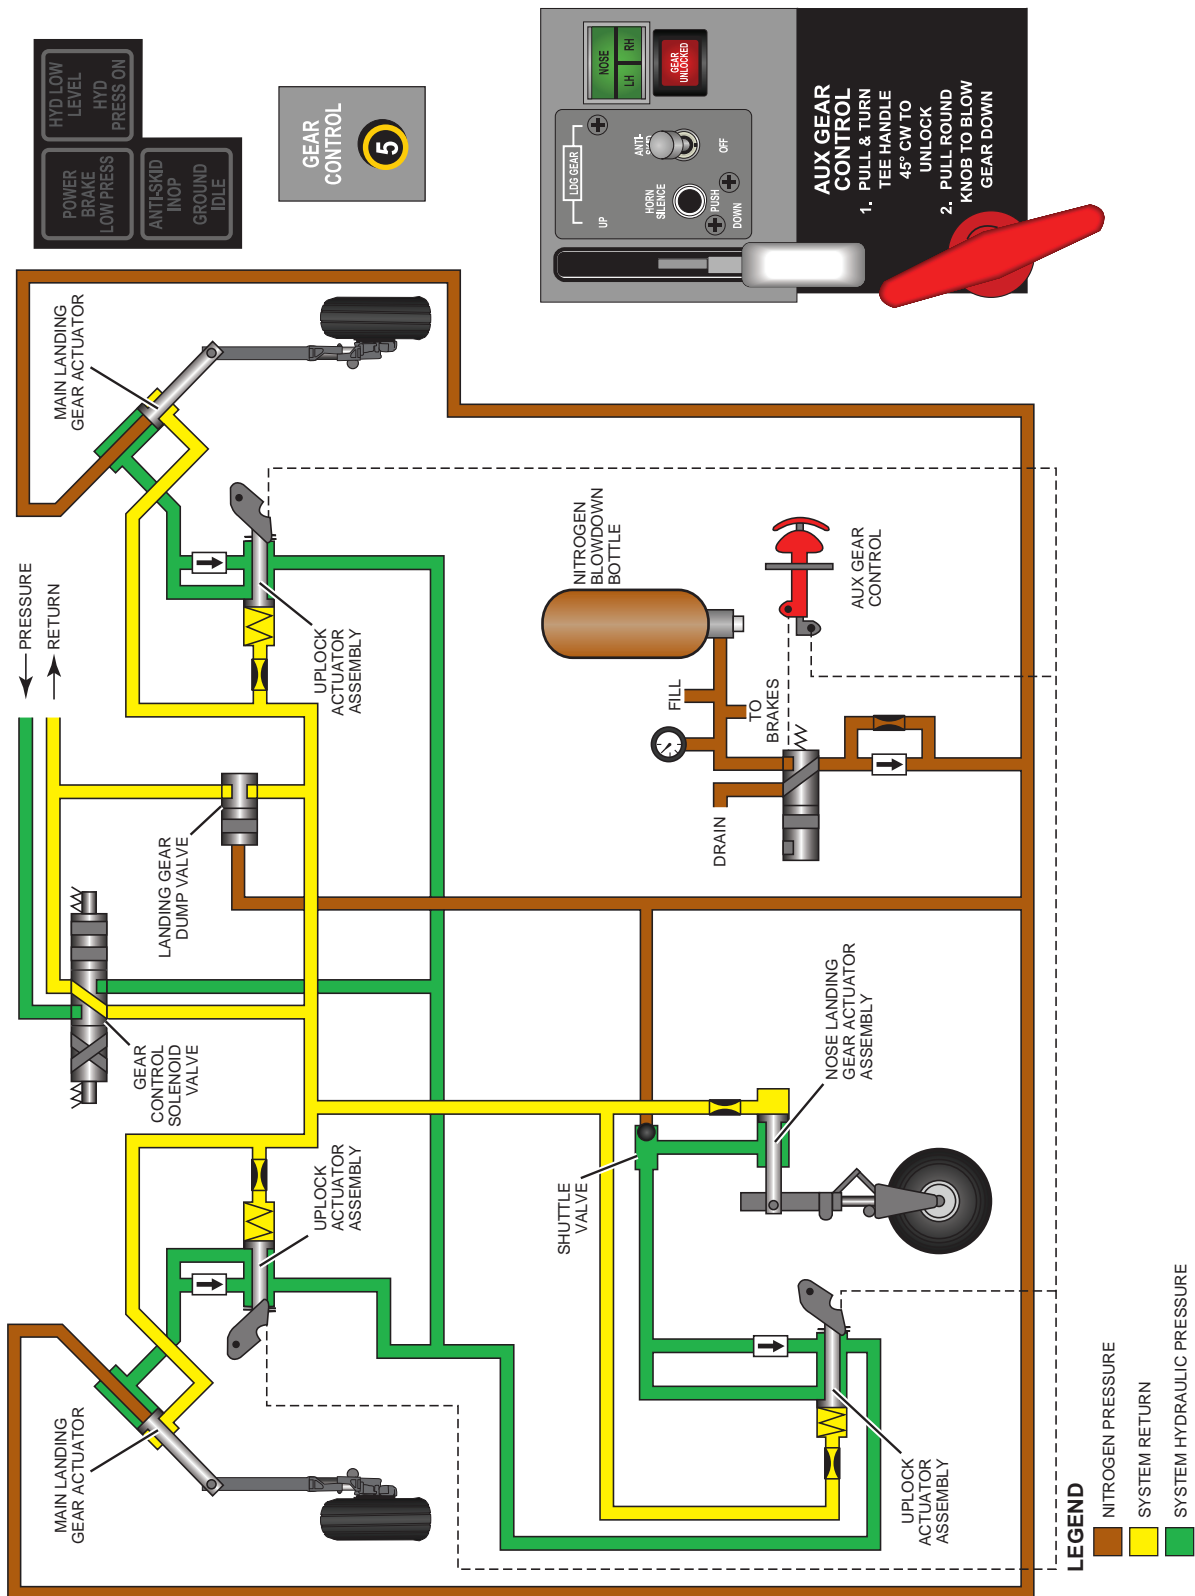 HYD LOW
LEVEL
HYD
PRESS ON
POWER
BRAKE
LOW PRESS
ANTI-SKID
INOP
GROUND
IDLE
GEAR
CONTROL
5
NOSE
LH
RH
GEAR
UNLOCKED
LDG GEAR
UP
DOWN
HORN
SILENCE
PUSH
ANTI-
OFF
AUX GEAR
CONTROL
1. PULL & TURN
TEE HANDLE
45° CW TO
UNLOCK
2. PULL ROUND
KNOB TO BLOW
GEAR DOWN
MAIN LANDING
GEAR ACTUATOR
PRESSURE
RETURN
UPLOCK
ACTUATOR
ASSEMBLY
NITROGEN
BLOWDOWN
BOTTLE
AUX GEAR
CONTROL
FILL
TO
BRAKES
DRAIN
LANDING GEAR
DUMP VALVE
GEAR
CONTROL
SOLENOID
VALVE
NOSE LANDING
GEAR ACTUATOR
ASSEMBLY
UPLOCK
ACTUATOR
ASSEMBLY
SHUTTLE
VALVE
MAIN LANDING
GEAR ACTUATOR
UPLOCK
ACTUATOR
ASSEMBLY
LEGEND
NITROGEN PRESSURE
SYSTEM RETURN
SYSTEM HYDRAULIC PRESSURE